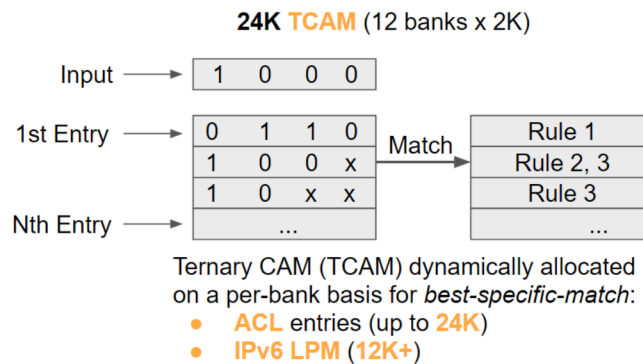 24K TCAM (12 banks x 2K)
Input
1 0 0 0
1st Entry
0 1 1 0
Match
Rule 1
1 0 0 x
Rule 2, 3
1 0 x x
Rule 3
Nth Entry
...
...
Ternary CAM (TCAM) dynamically allocated
on a per-bank basis for best-specific-match:
● ACL entries (up to 24K)
● IPv6 LPM (12K+)